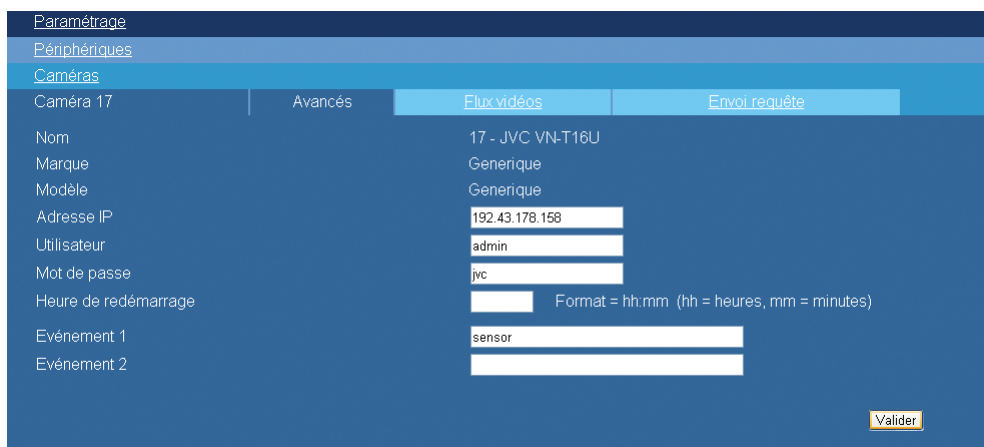 Paramétrage
Périphériques
Caméras
Caméra 17 Avancés Flux vidéos Envoi requête
Nom 17 - JVC VN-T16U
Marque Generique
Modèle Generique
Adresse IP 192.43.178.158
Utilisateur admin
Mot de passe jvc
Heure de redémarrage Format = hh:mm (hh = heures, mm = minutes)
Evénement 1 sensor
Evénement 2
Valider